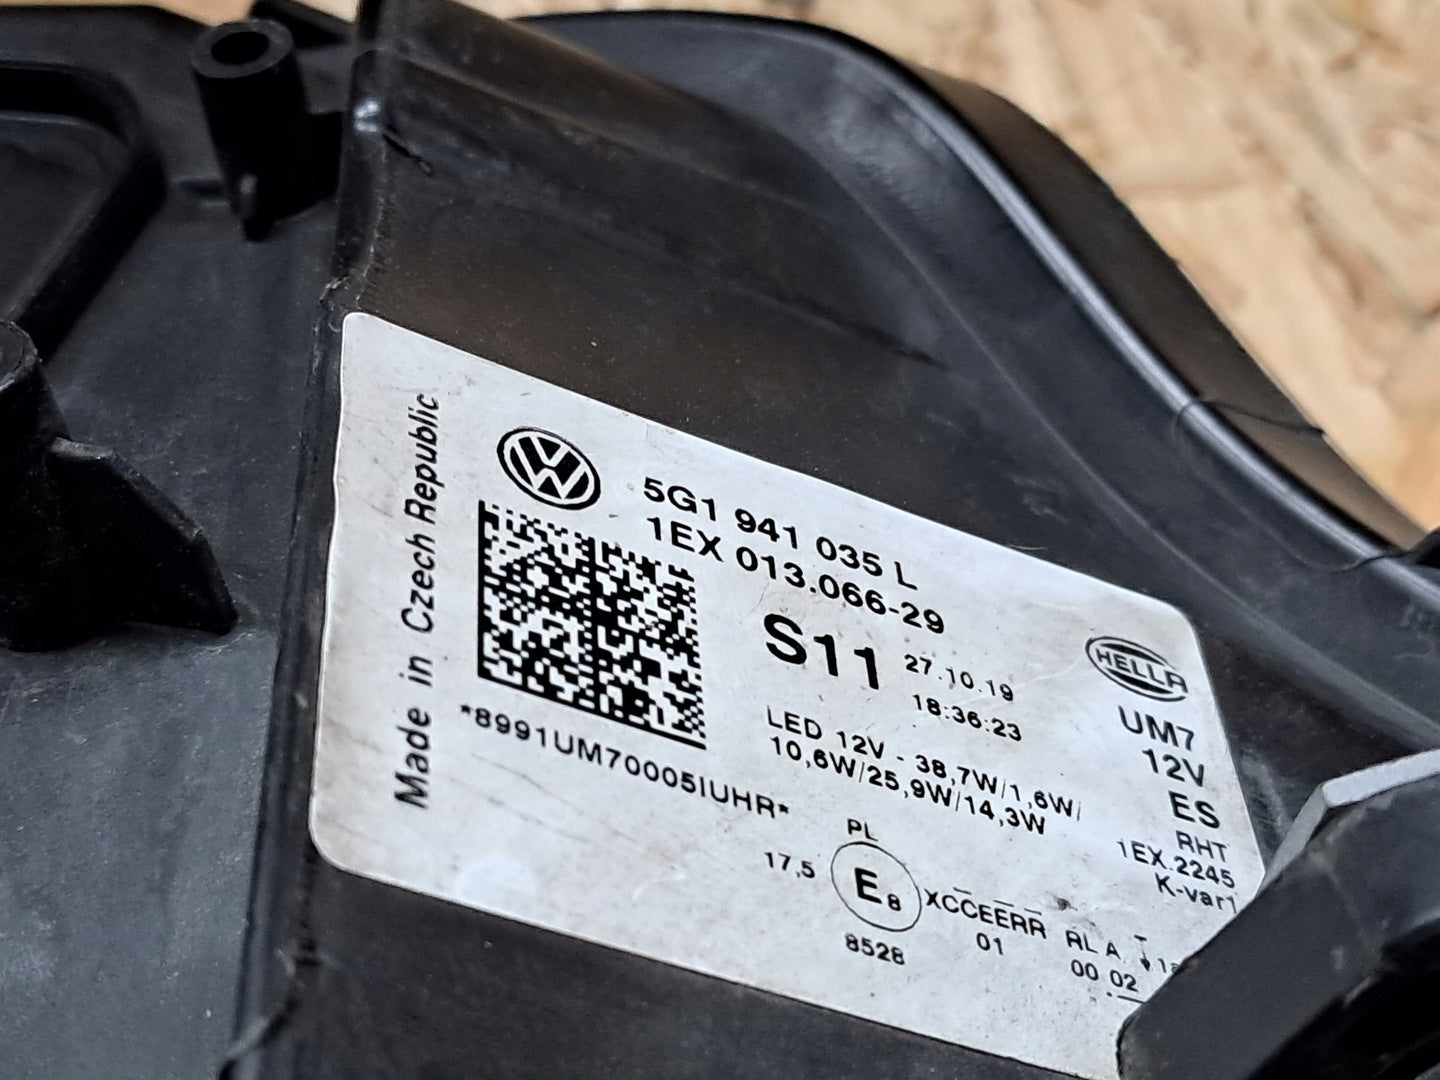 Made in Czech Republic
5G1 941 035 L
1EX 013.066-29
S11
27.10.19
18:36:23
HELLA
*8991UM70005IUHR*
LED 12V - 38,7W/1,6W/
10,6W/25,9W/14,3W
UM7
12V
ES
RHT
1EX.2245
K-var1
PL
17,5
E8
XCCEERR RL A
8528
01
00 02